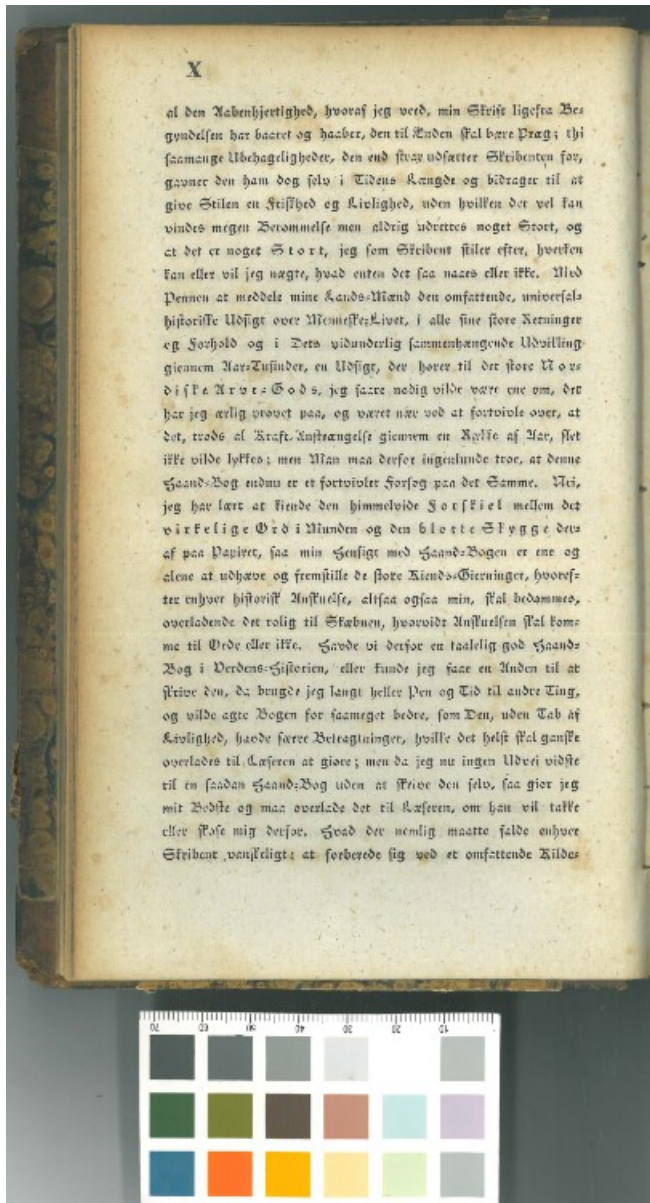 X
al den Aabenhjertighed, hvoraf jeg veed, min Skrift ligefra Be=
gyndelsen har baaret og haaber, den til Enden skal bære Præg; thi
saamange Ubehageligheder, den end strax udsætter Skribenten for,
gavner den ham dog selv i Tidens Længde og bidrager til at
give Stilen en Friskhed og Livlighed, uden hvilken der vel kan
vindes megen Berømmelse men aldrig udrettes noget Stort, og
at det er noget Stort, jeg som Skribent stiler efter, hverken
kan eller vil jeg nægte, hvad enten det saa naaes eller ikke. Med
Pennen at meddele mine Lands=Mænd den omfattende, universal=
historiske Udsigt over Menneske=Livet, i alle sine store Retninger
og Forhold og i Dets vidunderlig sammenhængende Udvikling
giennem Aar=Tusinder, en Udsigt, der hører til det store Nor=
diske Arve=Gods, jeg saare nødig vilde være ene om, det
har jeg ærlig prøvet paa, og været nær ved at fortvivle over, at
det, trods al Kraft=Anstrængelse giennem en Række af Aar, slet
ikke vilde lykkes; men Man maa derfor ingenlunde troe, at denne
Haand=Bog endnu er et fortvivlet Forsøg paa det Samme. Nei,
jeg har lært at kiende den himmelvide Forskiel mellem det
virkelige Ord i Munden og den blotte Skygge der=
af paa Papiret, saa min Hensigt med Haand=Bogen er ene og
alene at udhæve og fremstille de store Kiends=Gierninger, hvoref=
ter enhver historisk Anskuelse, altsaa ogsaa min, skal bedømmes,
overladende det rolig til Skæbnen, hvorvidt Anskuelsen skal kom=
me til Orde eller ikke. Havde vi derfor en taalelig god Haand=
Bog i Verdens=Historien, eller kunde jeg faae en Anden til at
skrive den, da brugde jeg langt heller Pen og Tid til andre Ting,
og vilde agte Bogen for saameget bedre, som Den, uden Tab af
Livlighed, havde færre Betragtninger, hvilke det helst skal ganske
overlades til Læseren at giøre; men da jeg nu ingen Udvei vidste
til en saadan Haand=Bog uden at skrive den selv, saa giør jeg
mit Bedste og maa overlade det til Læseren, om han vil takke
eller skose mig derfor. Hvad der nemlig maatte falde enhver
Skribent vanskeligt: at forberede sig ved et omfattende Kilde=
70 60 50 40 30 20 10